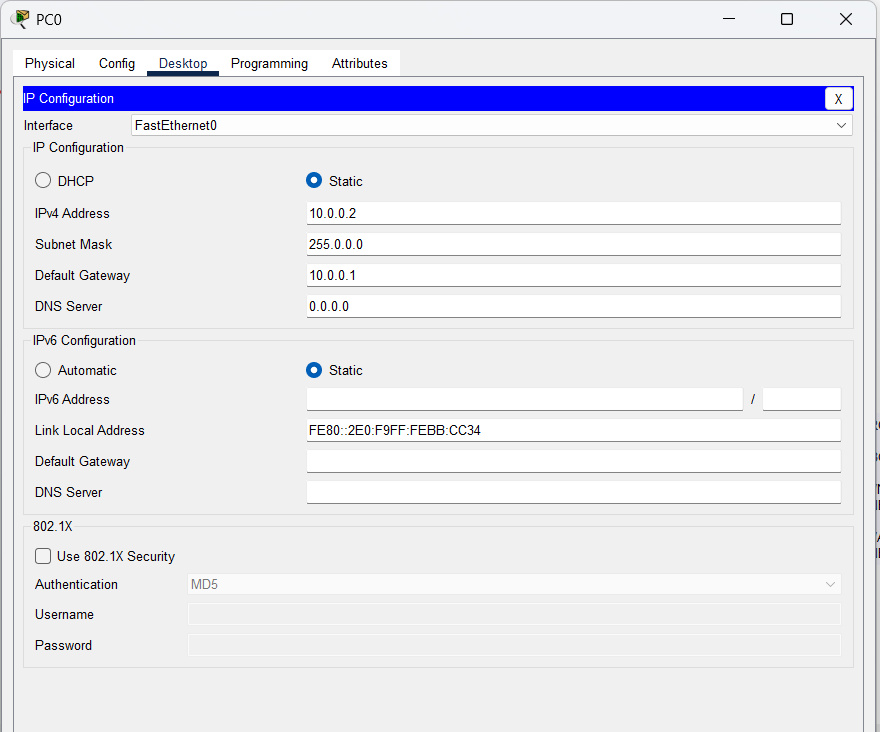 PC0
Physical Config Desktop Programming Attributes
IP Configuration X
Interface FastEthernet0
IP Configuration
DHCP Static
IPv4 Address 10.0.0.2
Subnet Mask 255.0.0.0
Default Gateway 10.0.0.1
DNS Server 0.0.0.0
IPv6 Configuration
Automatic Static
IPv6 Address /
Link Local Address FE80::2E0:F9FF:FEBB:CC34
Default Gateway
DNS Server
802.1X
Use 802.1X Security
Authentication MD5
Username
Password